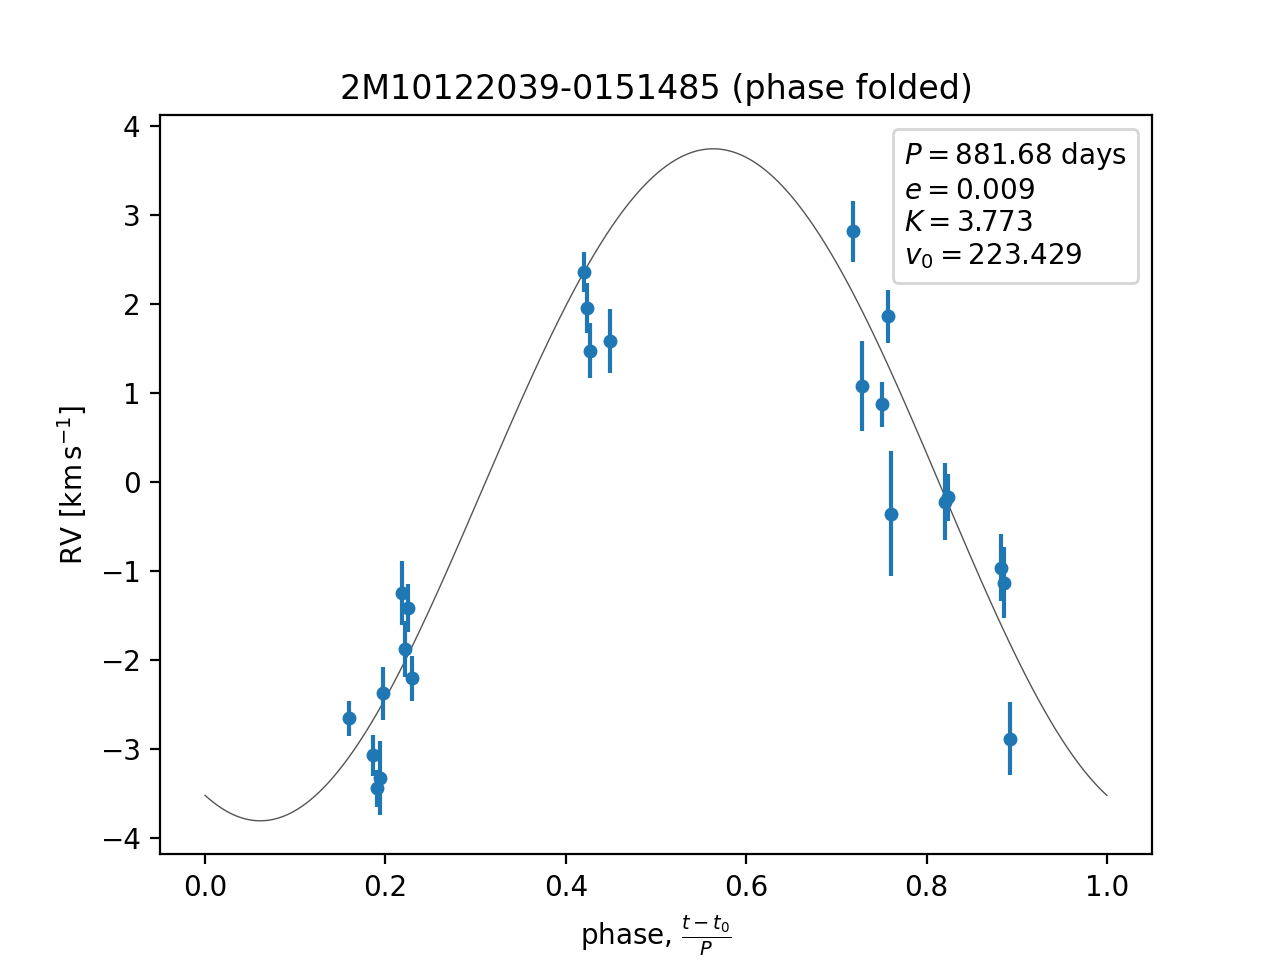 2M10122039-0151485 (phase folded)
P = 881.68 days
e = 0.009
K = 3.773
v₀ = 223.429
RV [km s⁻¹]
4
3
2
1
0
−1
−2
−3
−4
0.0 0.2 0.4 0.6 0.8 1.0
phase, (t − t₀)/P